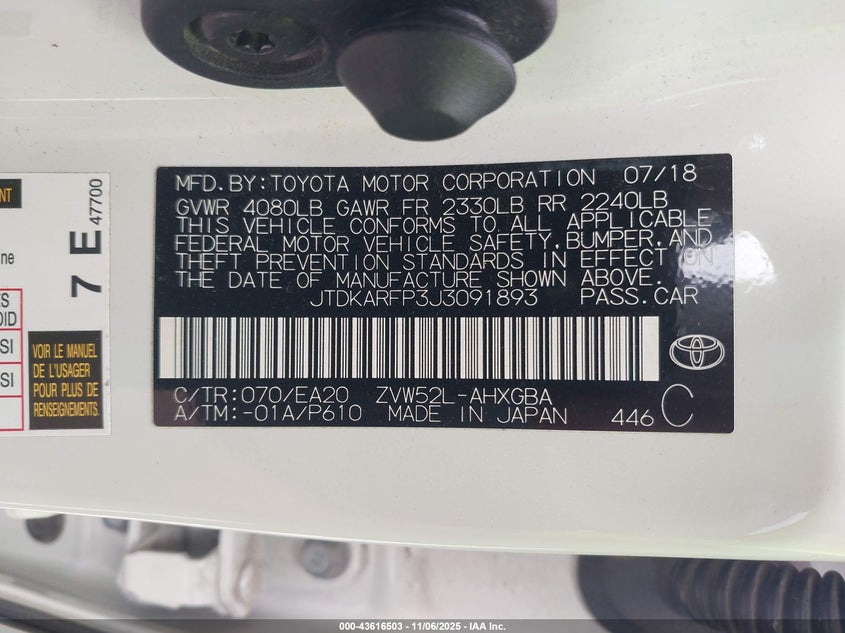 MFD.BY:TOYOTA MOTOR CORPORATION 07/18
GVWR 4080LB GAWR FR 2330LB RR 2240LB
THIS VEHICLE CONFORMS TO ALL APPLICABLE
FEDERAL MOTOR VEHICLE SAFETY,BUMPER,AND
THEFT PREVENTION STANDARDS IN EFFECT ON
THE DATE OF MANUFACTURE SHOWN ABOVE.
JTDKARFP3J3091893 PASS.CAR
C/TR:070/EA20 ZVW52L-AHXGBA
A/TM:-01A/P610 MADE IN JAPAN 446 C
7 E 47700
VOIR LE MANUEL
DE L'USAGER
POUR PLUS DE
RENSEIGNEMENTS.
000-43616503 - 11/06/2025 - IAA Inc.